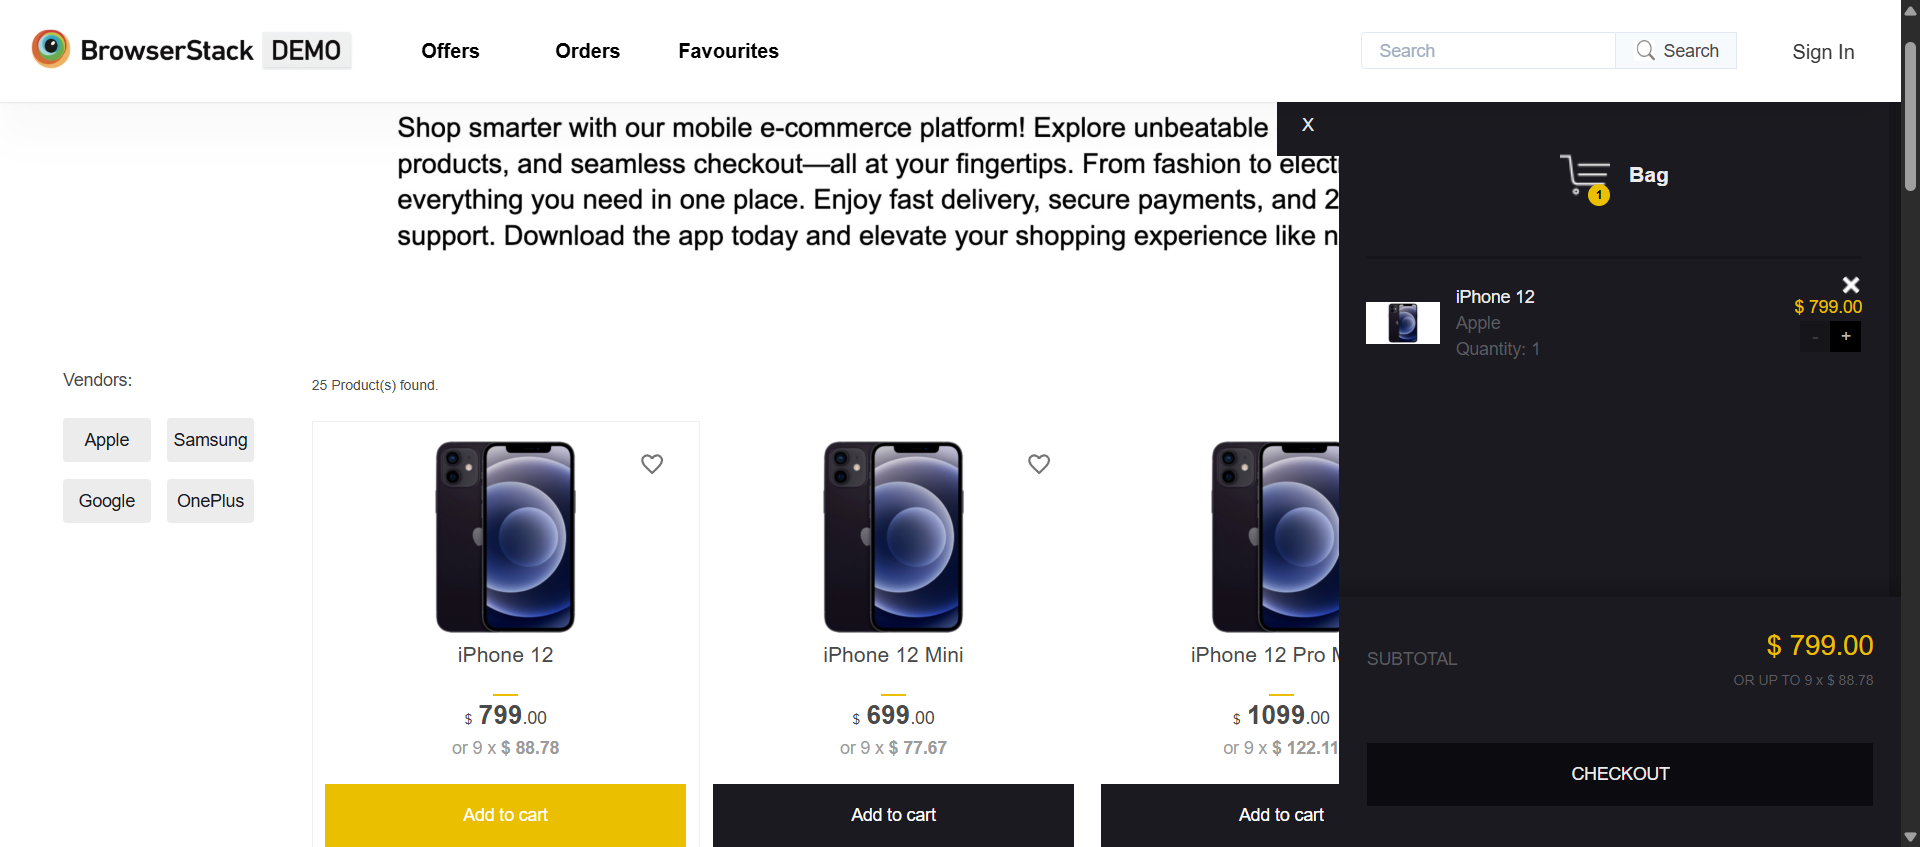 BrowserStack DEMO
Offers
Orders
Favourites
Search
Search
Sign In
Shop smarter with our mobile e-commerce platform! Explore unbeatable
products, and seamless checkout—all at your fingertips. From fashion to elect
everything you need in one place. Enjoy fast delivery, secure payments, and 2
support. Download the app today and elevate your shopping experience like n
X
1
Bag
iPhone 12
Apple
Quantity: 1
$ 799.00
-
+
SUBTOTAL
$ 799.00
OR UP TO 9 x $ 88.78
CHECKOUT
Vendors:
Apple
Samsung
Google
OnePlus
25 Product(s) found.
iPhone 12
$ 799.00
or 9 x $ 88.78
Add to cart
iPhone 12 Mini
$ 699.00
or 9 x $ 77.67
Add to cart
iPhone 12 Pro M
$ 1099.00
or 9 x $ 122.11
Add to cart